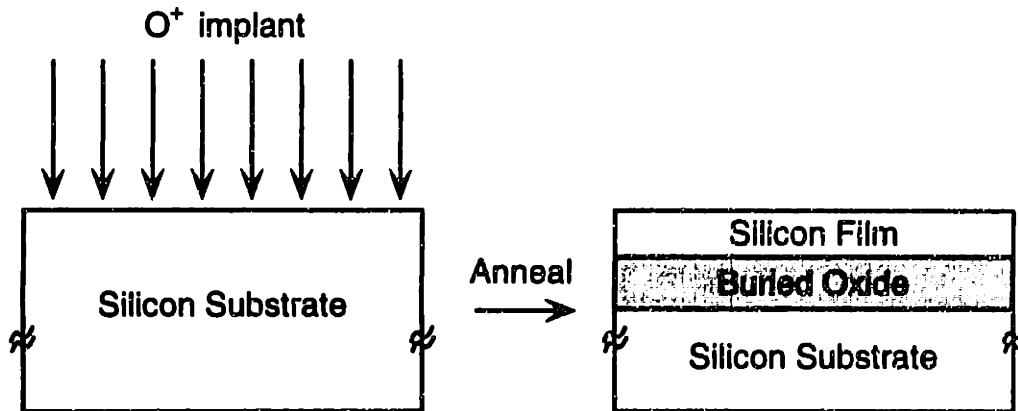 O⁺ implant
Silicon Substrate
Anneal
Silicon Film
Buried Oxide
Silicon Substrate